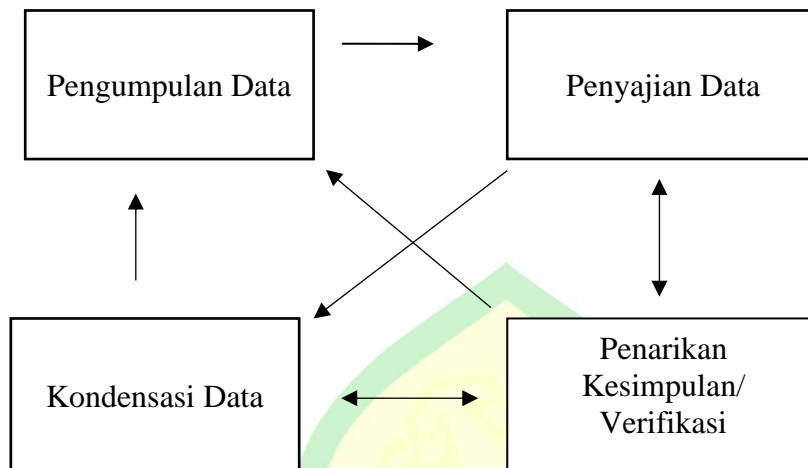 Pengumpulan Data
Penyajian Data
Kondensasi Data
Penarikan
Kesimpulan/
Verifikasi